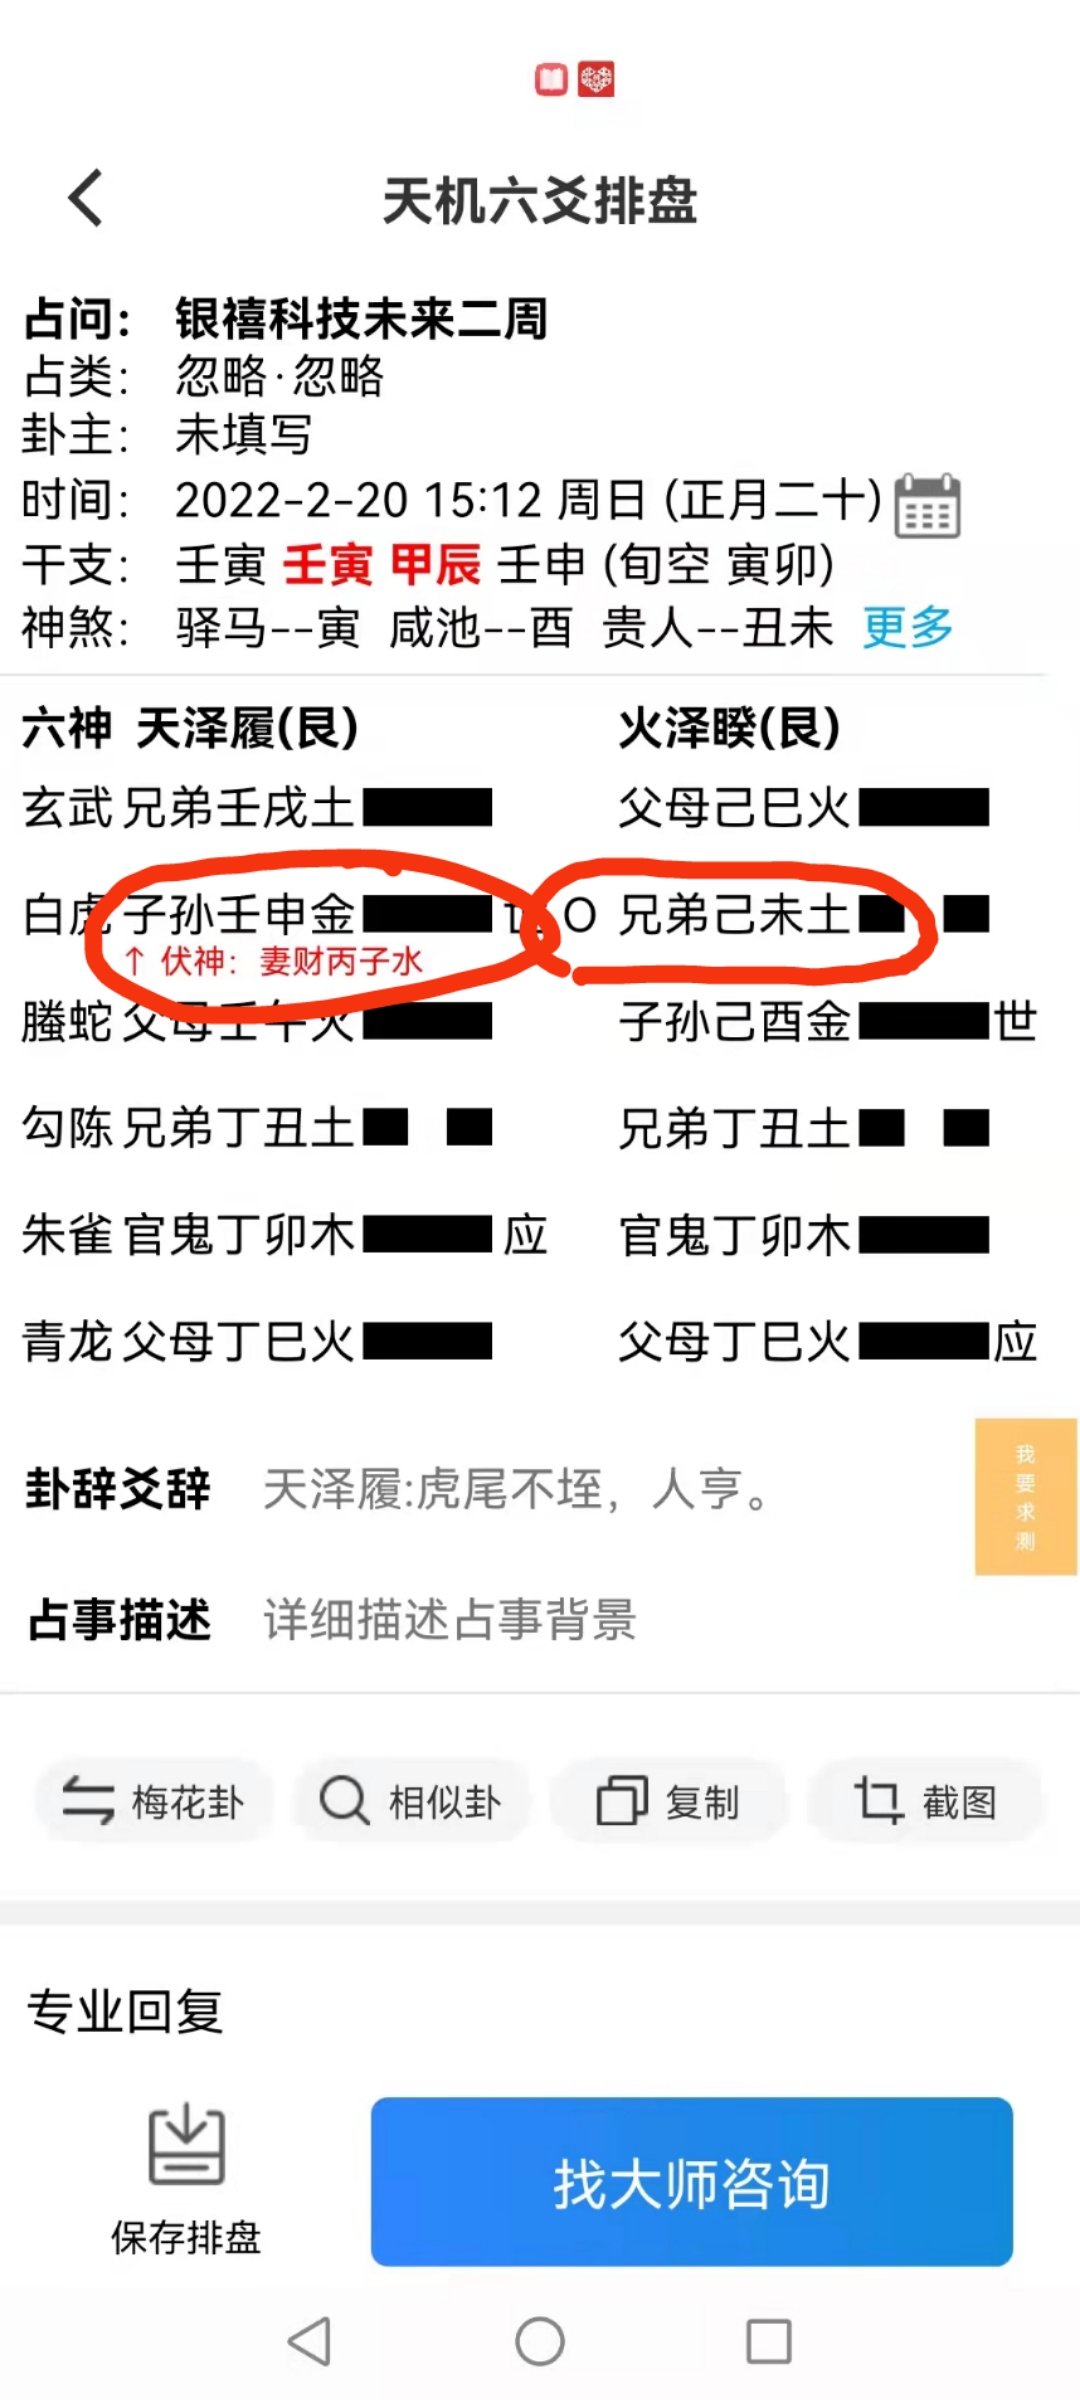 天机六爻排盘
占问： 银禧科技未来二周
占类： 忽略·忽略
卦主： 未填写
时间： 2022-2-20 15:12 周日 (正月二十)
干支： 壬寅 壬寅 甲辰 壬申 (旬空 寅卯)
神煞： 驿马--寅 咸池--酉 贵人--丑未 更多
六神 天泽履(艮) 火泽睽(艮)
玄武 兄弟壬戌土 父母己巳火
白虎 子孙壬申金 世 O 兄弟己未土
↑ 伏神：妻财丙子水
螣蛇 父母壬午火 子孙己酉金 世
勾陈 兄弟丁丑土 兄弟丁丑土
朱雀 官鬼丁卯木 应 官鬼丁卯木
青龙 父母丁巳火 父母丁巳火 应
卦辞爻辞 天泽履:虎尾不垤，人亨。
我要求测
占事描述 详细描述占事背景
梅花卦 相似卦 复制 截图
专业回复
保存排盘 找大师咨询